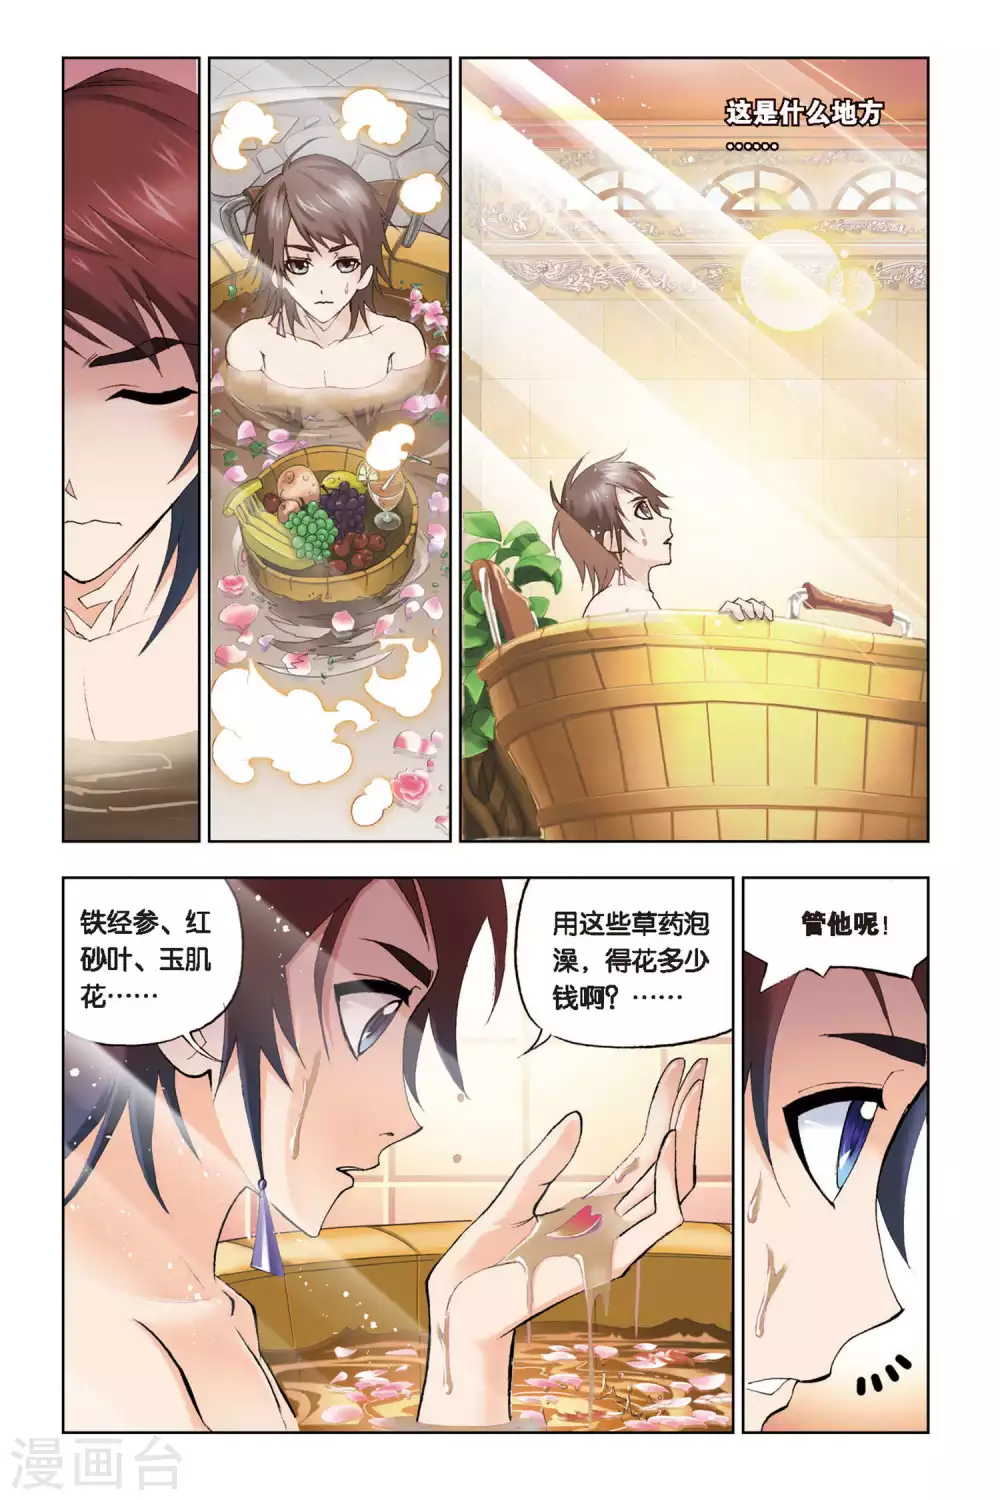 这是什么地方
……
铁经参、红
砂叶、玉肌
花……
用这些草药泡
澡，得花多少
钱啊？……
管他呢！
漫画台